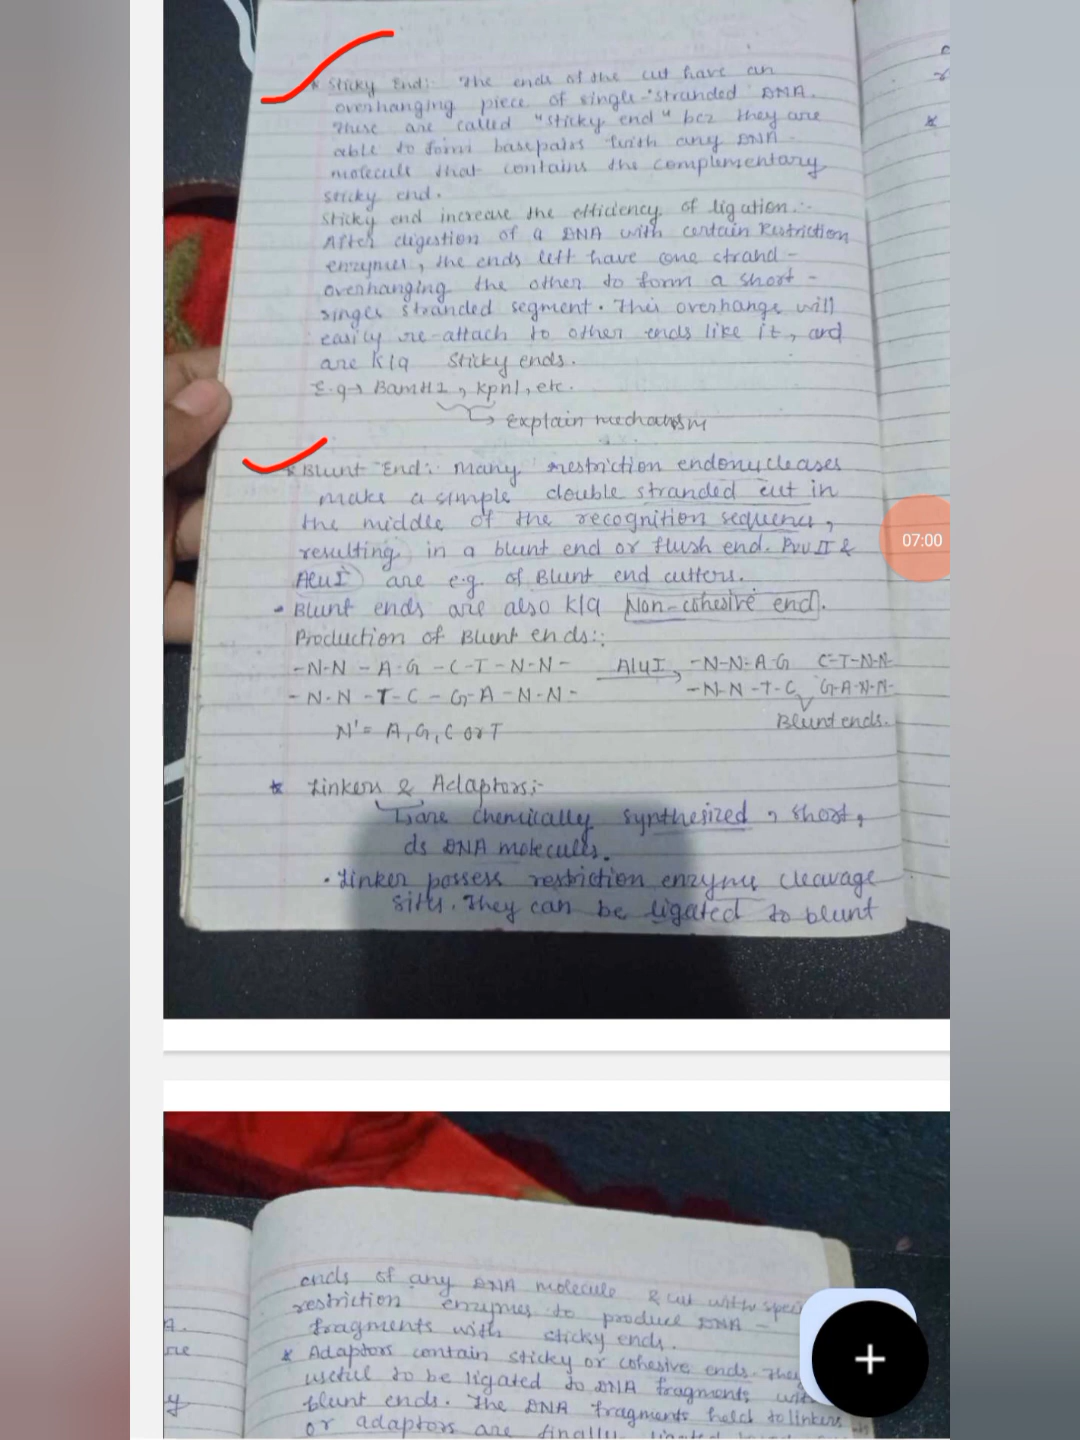 * Sticky End:- The ends of the cut have an
overhanging piece of single-stranded DNA.
These are called "sticky end" bcz they are
able to form basepairs with any DNA -
molecule that contains the complementary
sticky end.
Sticky end increase the efficiency of ligation:-
After digestion of a DNA with certain Restriction
enzymes, the ends left have one strand -
overhanging the other to form a short -
singes stranded segment. This overhange will
easily re-attach to other ends like it, and
are K/a Sticky ends.
E.g → BamH1, Kpn1, etc.
↳ Explain mechanism
* Blunt End: Many restriction endonucleases
make a simple double stranded cut in
the middle of the recognition sequence,
resulting in a blunt end or flush end. PvuII &
AluI are e.g. of Blunt end cutters.
• Blunt ends are also K/a Non-cohesive end.
Production of Blunt ends:-
-N-N-A-G-C-T-N-N- AluI → -N-N-A-G C-T-N-N-
-N-N-T-C-G-A-N-N- -N-N-T-C G-A-N-N-
Blunt ends.
N' = A, G, C or T
* Linkers & Adaptors:-
↳ are chemically synthesized, short,
ds DNA molecules.
• Linker possess restriction enzyme cleavage
sites. They can be ligated to blunt
07:00
ends of any DNA molecule & cut with
restriction enzymes to produce DNA -
fragments with sticky ends.
* Adaptors contain sticky or cohesive ends.
useful to be ligated to DNA fragments
blunt ends. The DNA fragments held to linkers
or adaptors are
+